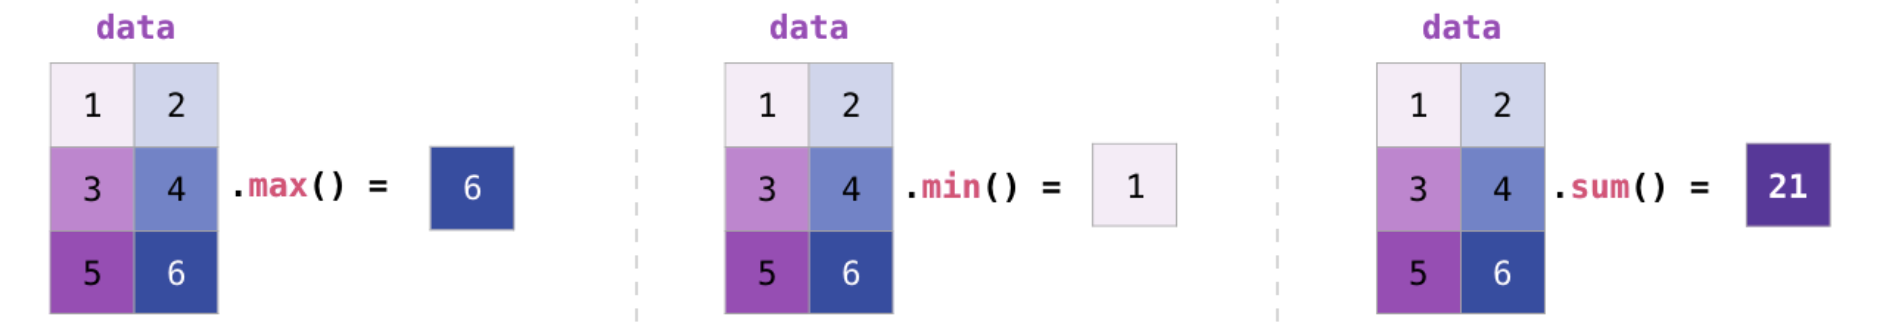 data
1 2
3 4 .max() = 6
5 6
data
1 2
3 4 .min() = 1
5 6
data
1 2
3 4 .sum() = 21
5 6